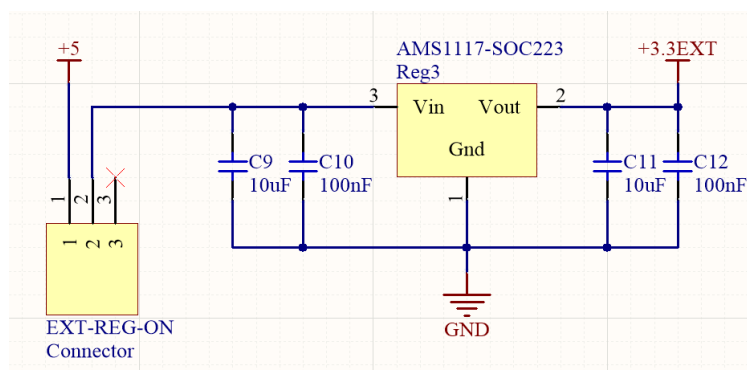 +5
AMS1117-SOC223
Reg3
+3.3EXT
3
Vin
Vout
2
Gnd
1
C9
10uF
C10
100nF
C11
10uF
C12
100nF
1
2
3
1
2
3
EXT-REG-ON
Connector
GND